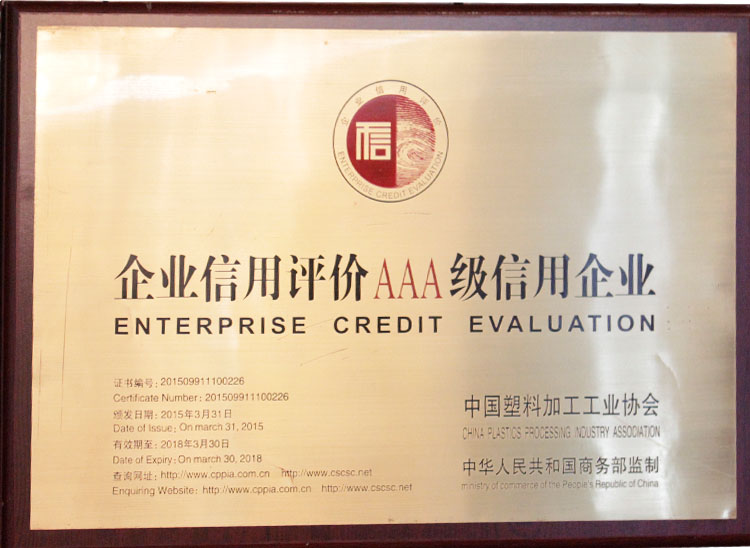 企业信用评价
信
ENTERPRISE CREDIT EVALUATION
企业信用评价AAA级信用企业
ENTERPRISE CREDIT EVALUATION
证书编号:201509911100226
Certificate Number:201509911100226
颁发日期:2015年3月31日
Date of Issue:On march 31, 2015
有效期至:2018年3月30日
Date of Expiry:On march 30, 2018
查询网址:http://www.cppia.com.cn http://www.cscsc.net
Enquiring Website:http://www.cppia.com.cn http://www.cscsc.net
中国塑料加工工业协会
CHINA PLASTICS PROCESSING INDUSTRY ASSOCIATION
中华人民共和国商务部监制
ministry of commerce of the People's Republic of China